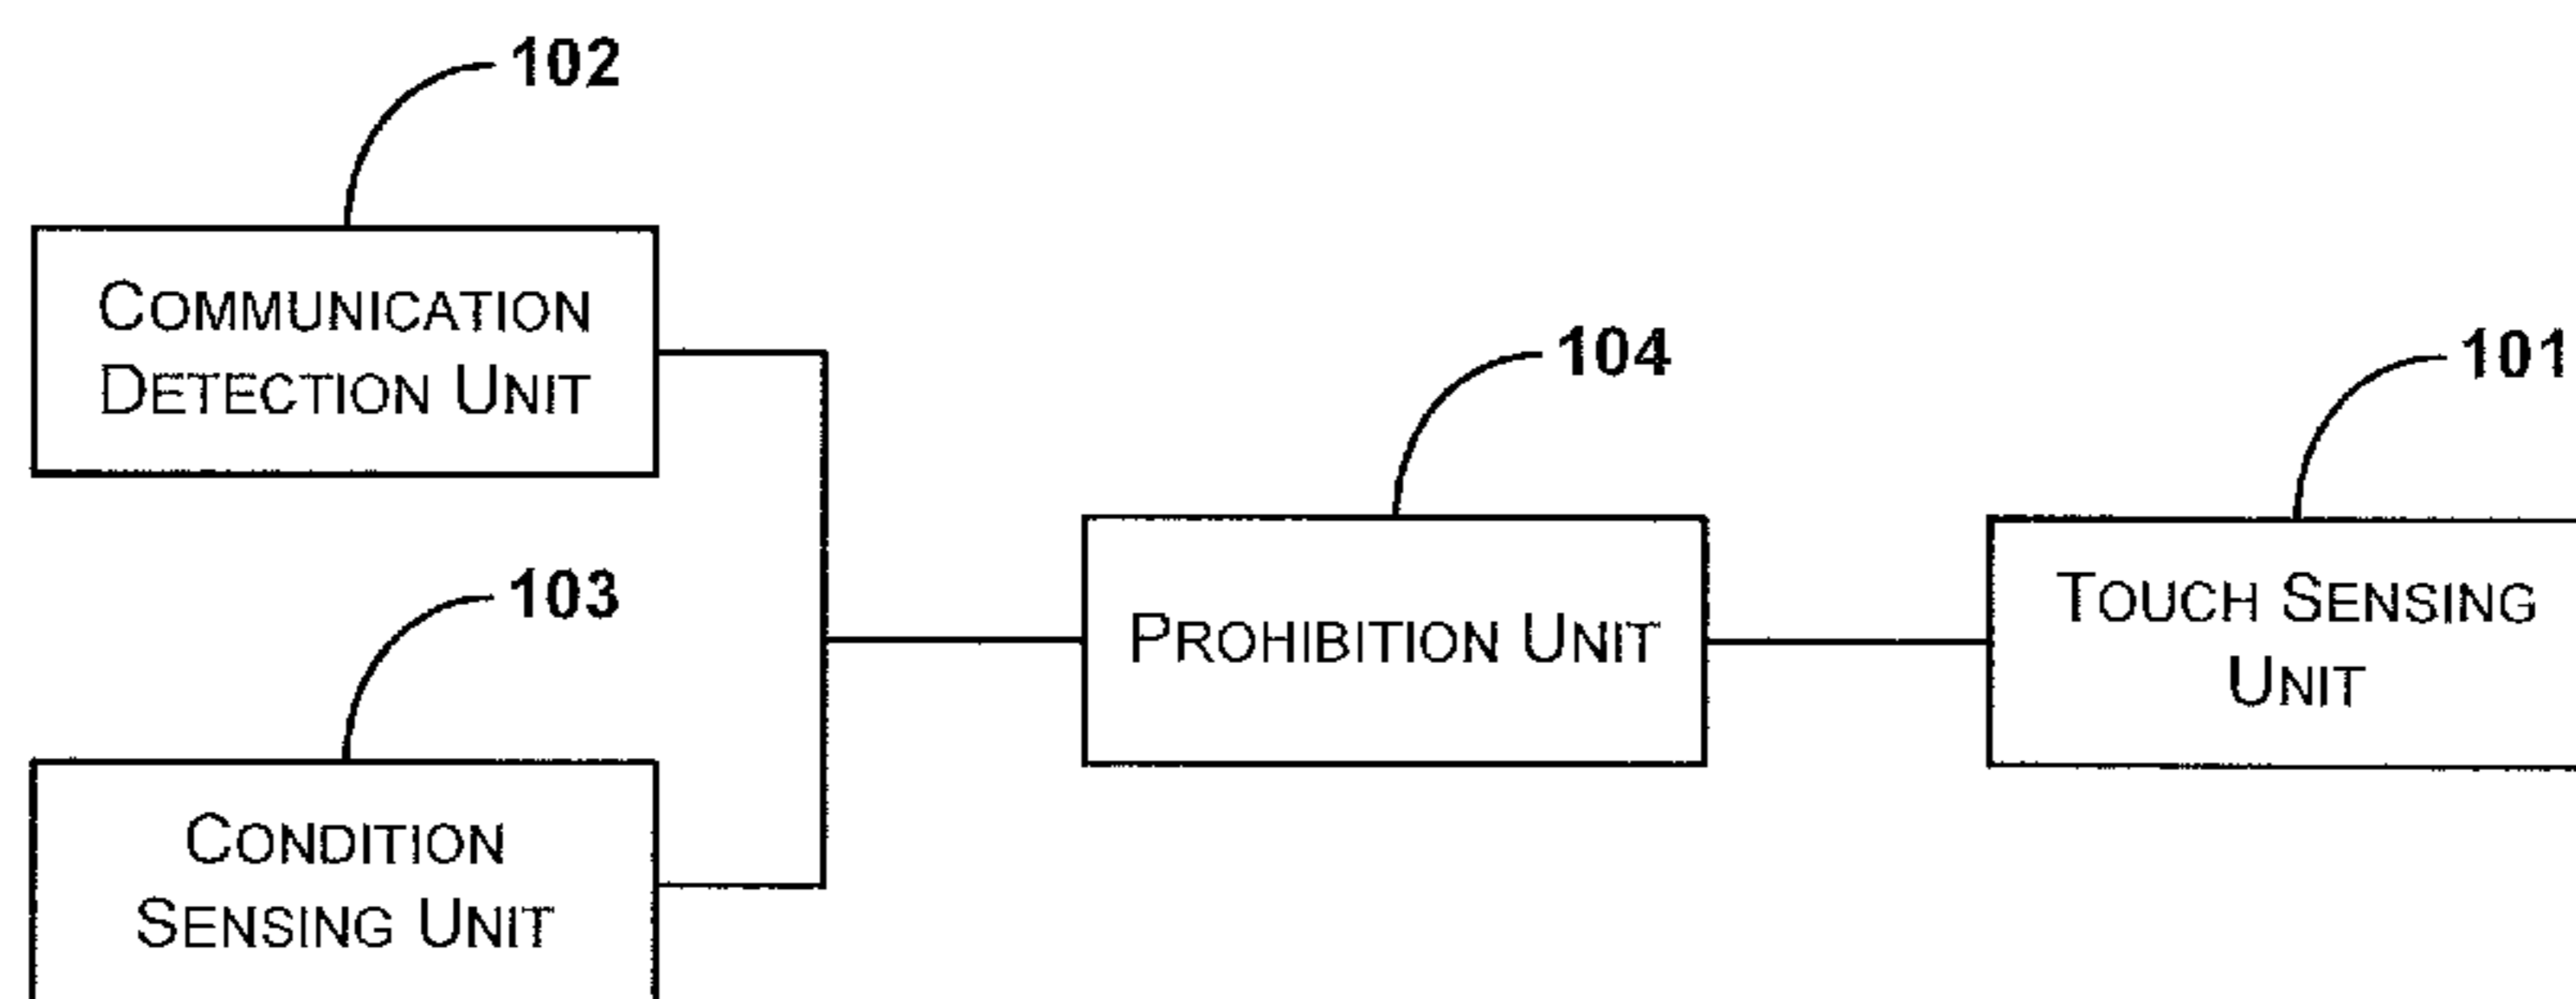 102
COMMUNICATION
DETECTION UNIT
103
CONDITION
SENSING UNIT
104
PROHIBITION UNIT
101
TOUCH SENSING
UNIT